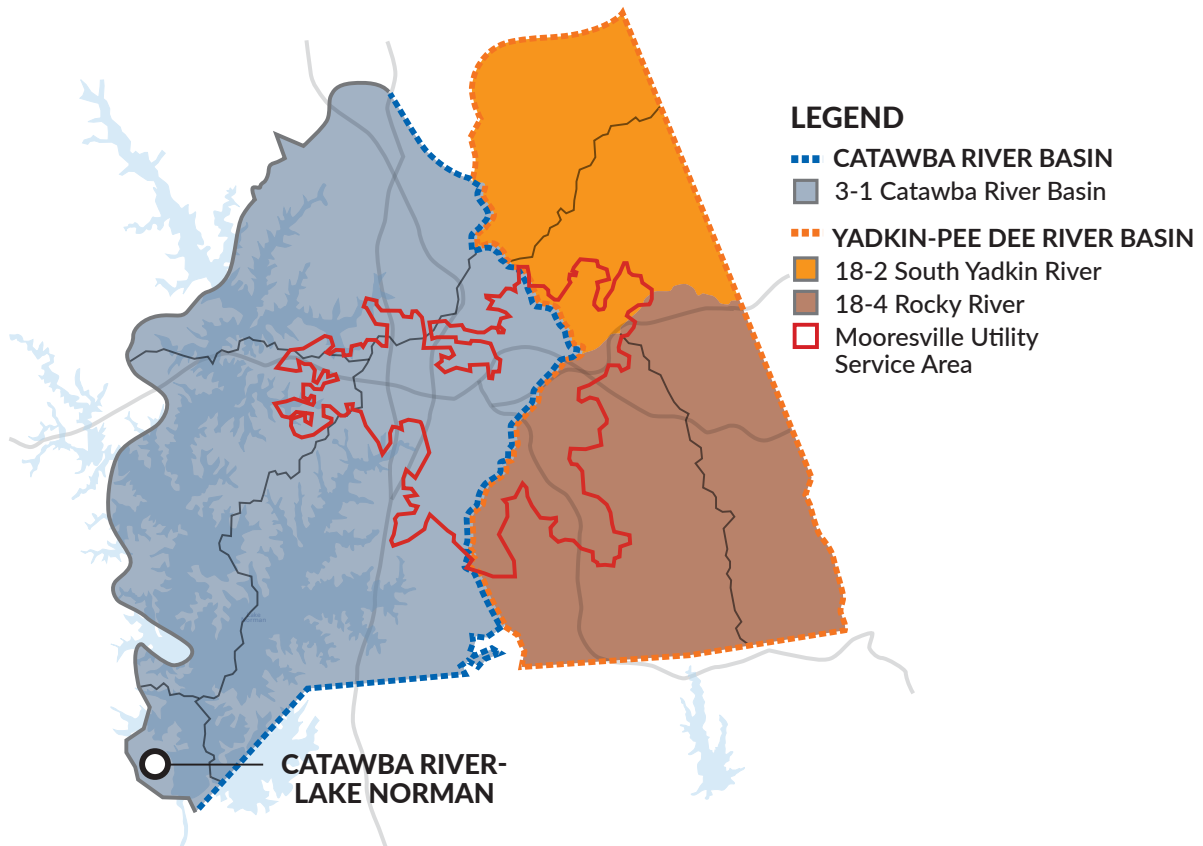 LEGEND
CATAWBA RIVER BASIN
3-1 Catawba River Basin
YADKIN-PEE DEE RIVER BASIN
18-2 South Yadkin River
18-4 Rocky River
Mooresville Utility
Service Area
CATAWBA RIVER-
LAKE NORMAN